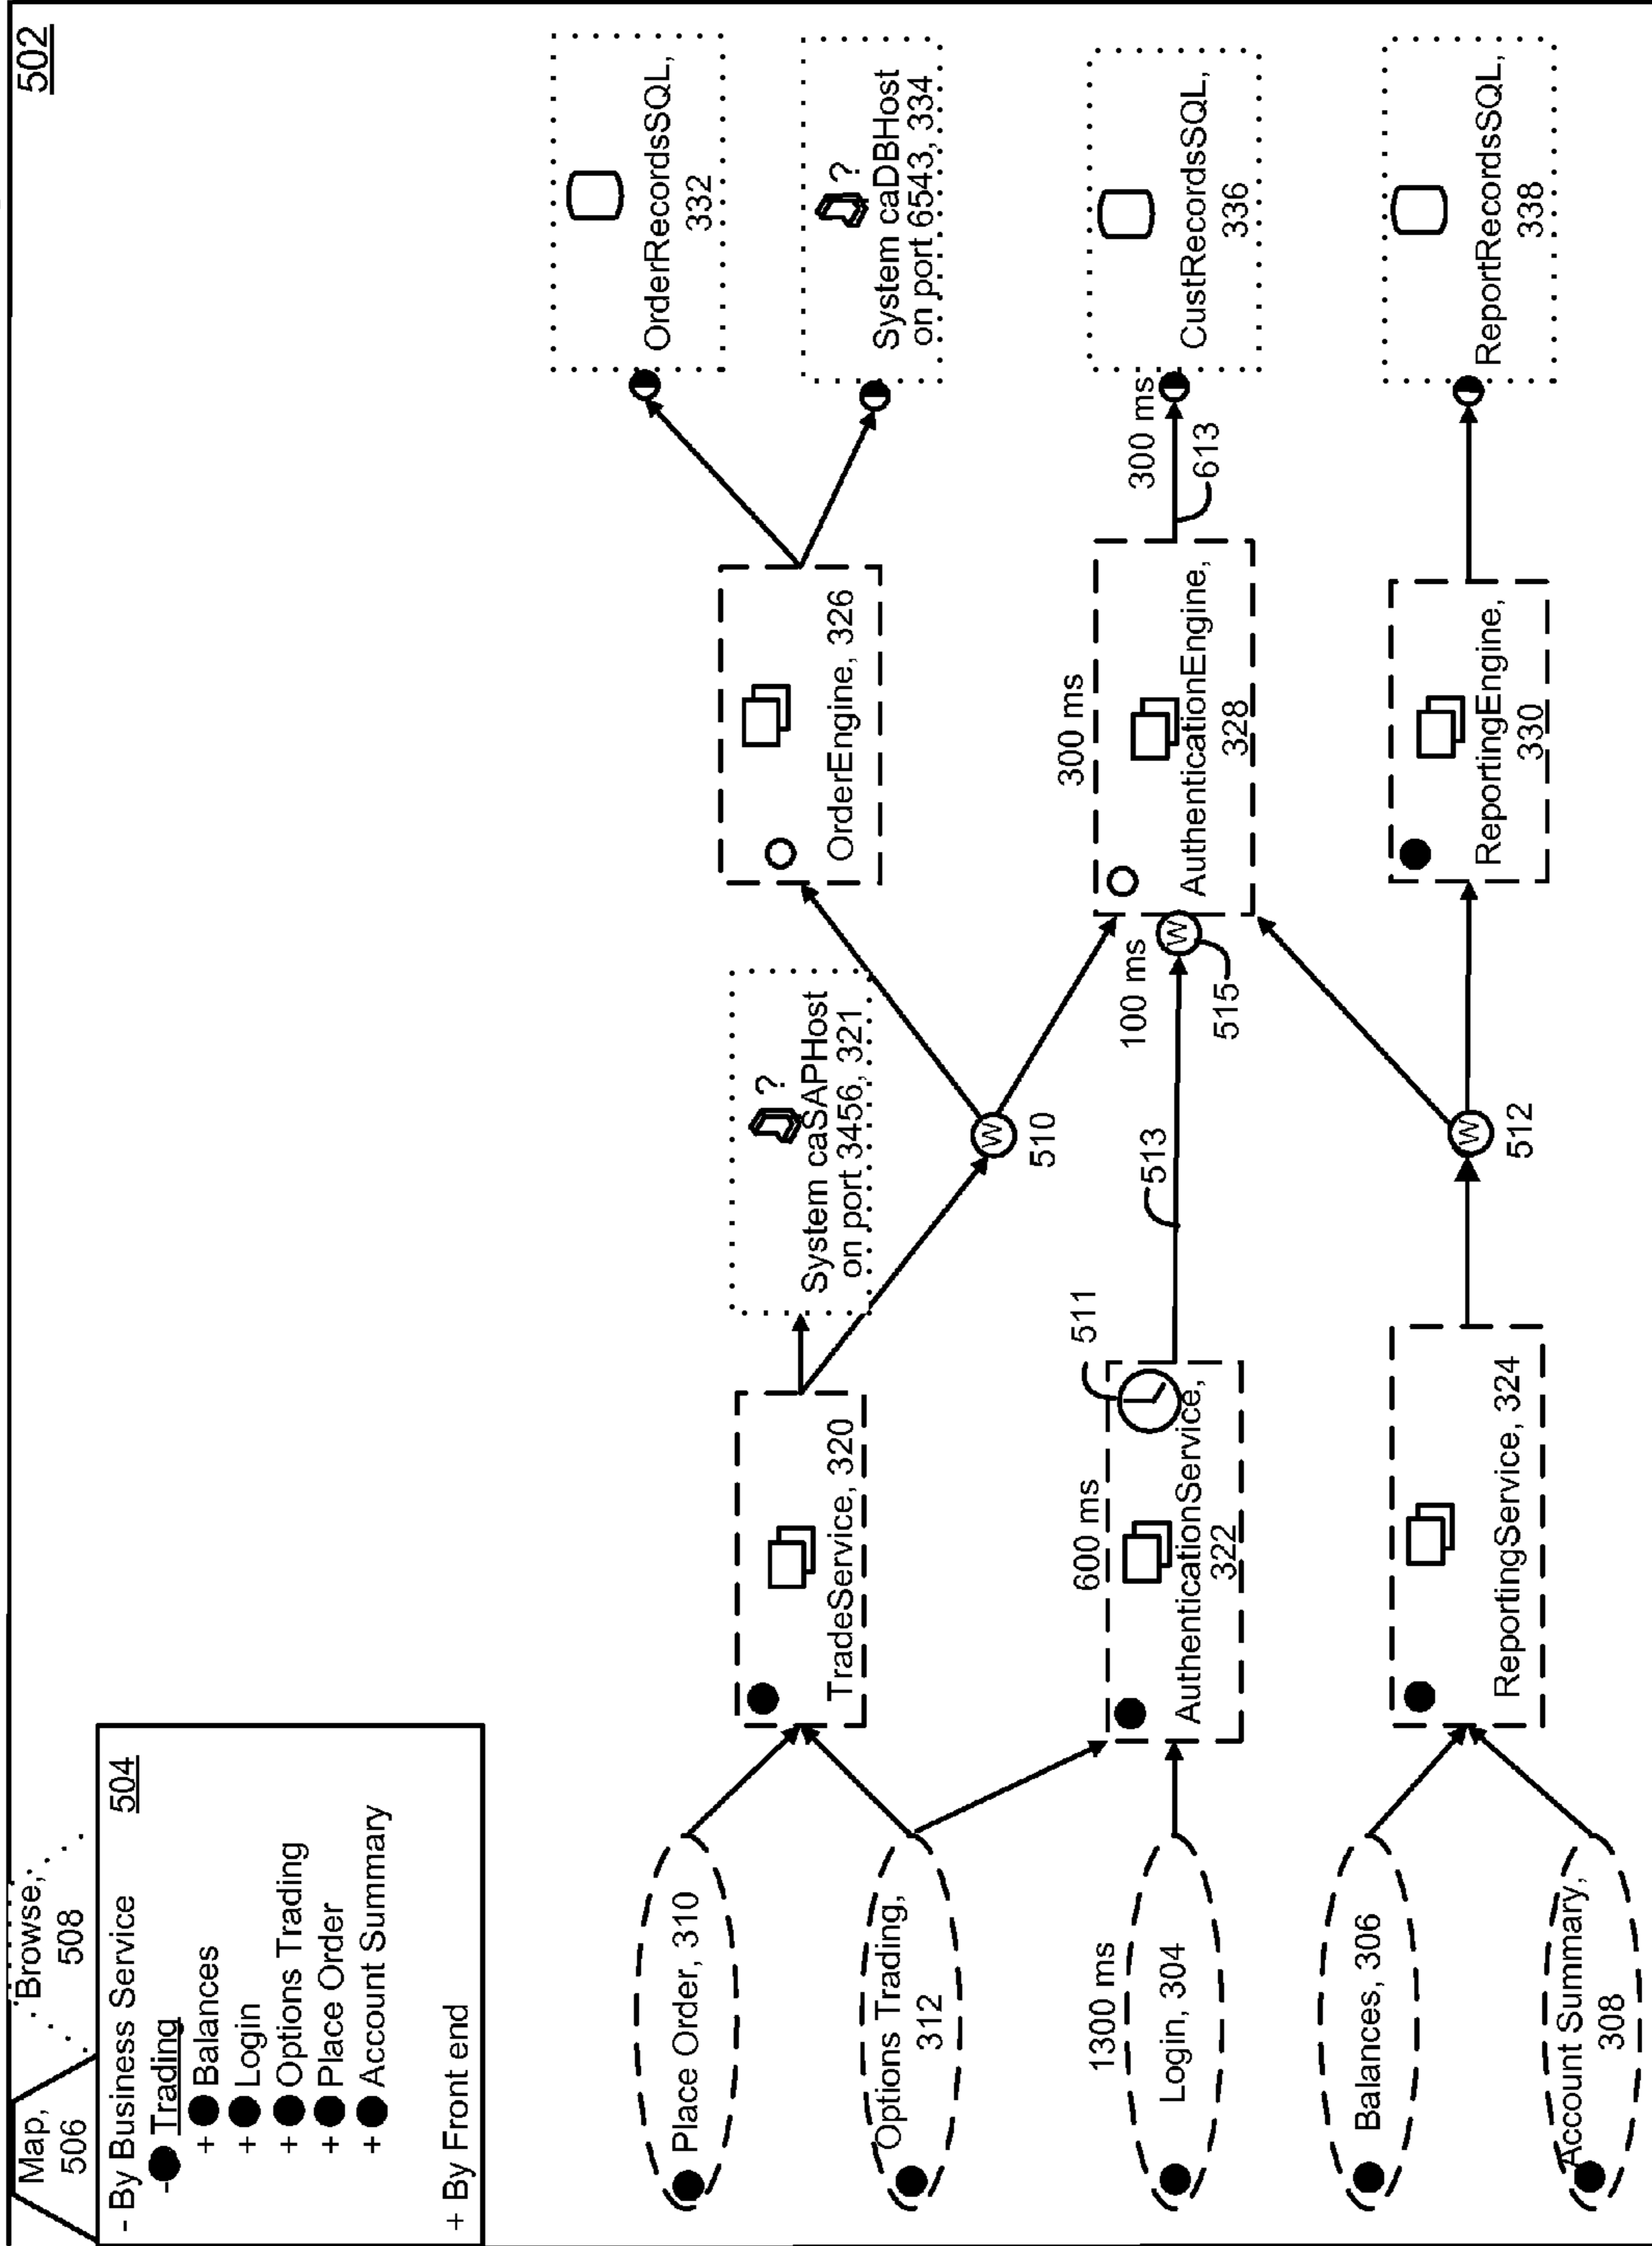 502
Map,
506
Browse,
508
- By Business Service 504
- Trading
+ Balances
+ Login
+ Options Trading
+ Place Order
+ Account Summary
+ By Front end
Place Order, 310
Options Trading,
312
1300 ms
Login, 304
Balances, 306
Account Summary,
308
TradeService, 320
600 ms
511
AuthenticationService,
322
ReportingService, 324
?
System caSAPHost
on port 3456, 321
W
510
513
100 ms
W
515
W
512
OrderEngine, 326
300 ms
AuthenticationEngine,
328
ReportingEngine,
330
300 ms
613
OrderRecordsSQL,
332
?
System caDBHost
on port 6543, 334
CustRecordsSQL,
336
ReportRecordsSQL,
338